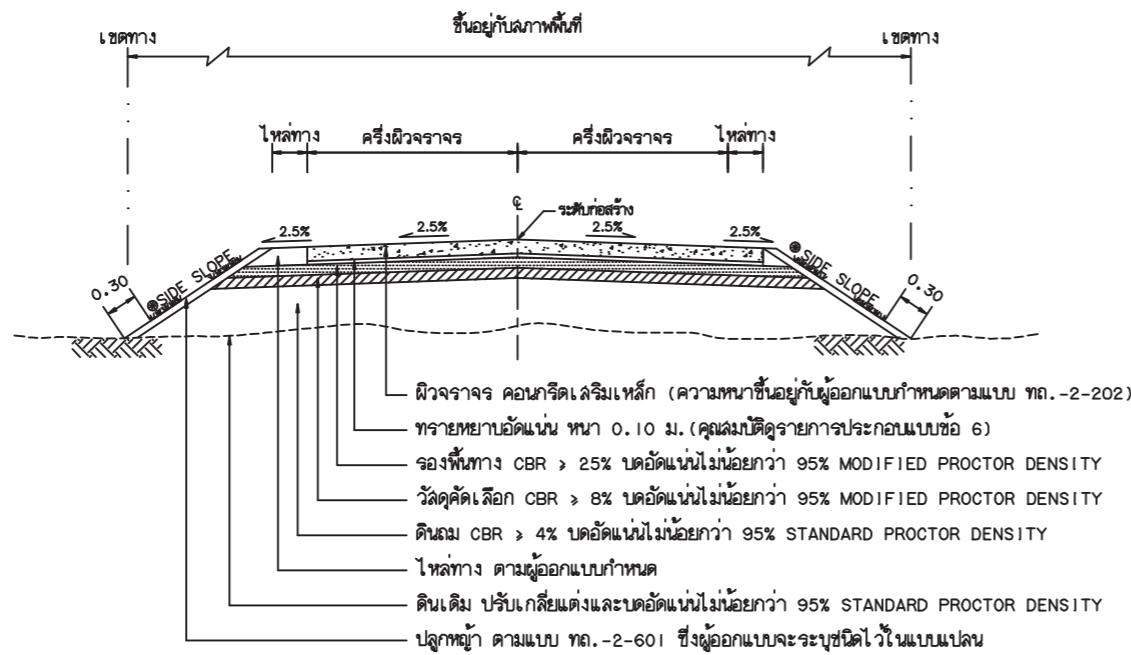 ขึ้นอยู่กับสภาพพื้นที่
เขตทาง
เขตทาง
ไหล่ทาง
ครึ่งผิวจราจร
ครึ่งผิวจราจร
ไหล่ทาง
℄
ระดับก่อสร้าง
2.5%
2.5%
2.5%
2.5%
0.30
⊛SIDE SLOPE
⊛SIDE SLOPE
0.30
ผิวจราจร คอนกรีตเสริมเหล็ก (ความหนาขึ้นอยู่กับผู้ออกแบบกำหนดตามแบบ ทถ.-2-202)
ทรายหยาบอัดแน่น หนา 0.10 ม.(คุณสมบัติดูรายการประกอบแบบข้อ 6)
รองพื้นทาง CBR ≥ 25% บดอัดแน่นไม่น้อยกว่า 95% MODIFIED PROCTOR DENSITY
วัสดุคัดเลือก CBR ≥ 8% บดอัดแน่นไม่น้อยกว่า 95% MODIFIED PROCTOR DENSITY
ดินถม CBR ≥ 4% บดอัดแน่นไม่น้อยกว่า 95% STANDARD PROCTOR DENSITY
ไหล่ทาง ตามผู้ออกแบบกำหนด
ดินเดิม ปรับเกลี่ยแต่งและบดอัดแน่นไม่น้อยกว่า 95% STANDARD PROCTOR DENSITY
ปลูกหญ้า ตามแบบ ทถ.-2-601 ซึ่งผู้ออกแบบจะระบุชนิดไว้ในแบบแปลน